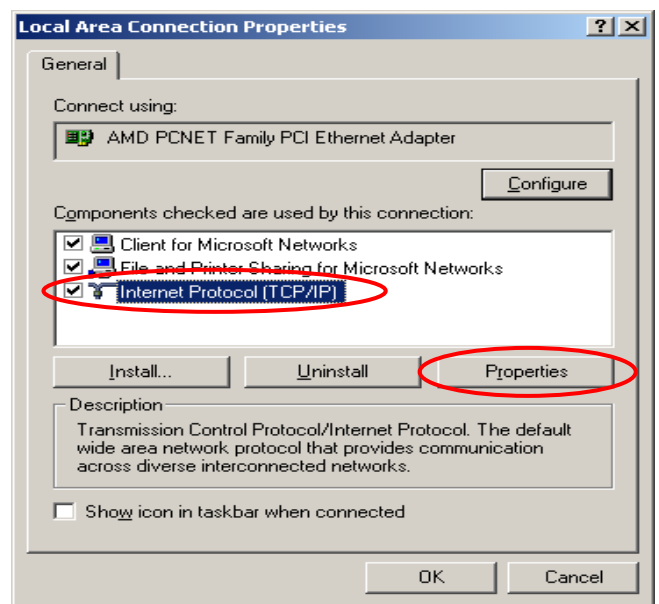 Local Area Connection Properties
General
Connect using:
AMD PCNET Family PCI Ethernet Adapter
Configure
Components checked are used by this connection:
Client for Microsoft Networks
File and Printer Sharing for Microsoft Networks
Internet Protocol (TCP/IP)
Install... Uninstall Properties
Description
Transmission Control Protocol/Internet Protocol. The default
wide area network protocol that provides communication
across diverse interconnected networks.
Show icon in taskbar when connected
OK Cancel